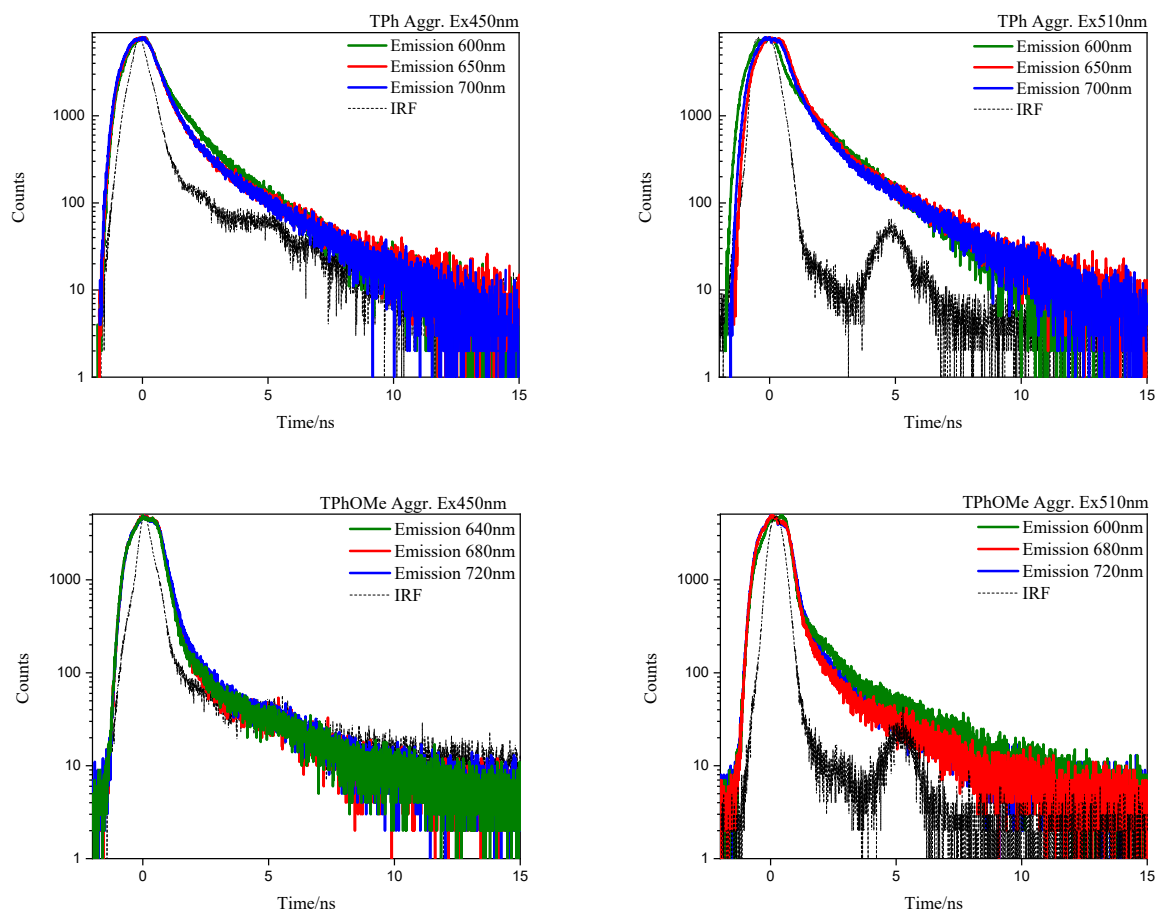 TPh Aggr. Ex450nm
Emission 600nm
Emission 650nm
Emission 700nm
IRF
1000
100
10
1
0
5
10
15
Counts
Time/ns
TPh Aggr. Ex510nm
Emission 600nm
Emission 650nm
Emission 700nm
IRF
1000
100
10
1
0
5
10
15
Counts
Time/ns
TPhOMe Aggr. Ex450nm
Emission 640nm
Emission 680nm
Emission 720nm
IRF
1000
100
10
1
0
5
10
15
Counts
Time/ns
TPhOMe Aggr. Ex510nm
Emission 600nm
Emission 680nm
Emission 720nm
IRF
1000
100
10
1
0
5
10
15
Counts
Time/ns